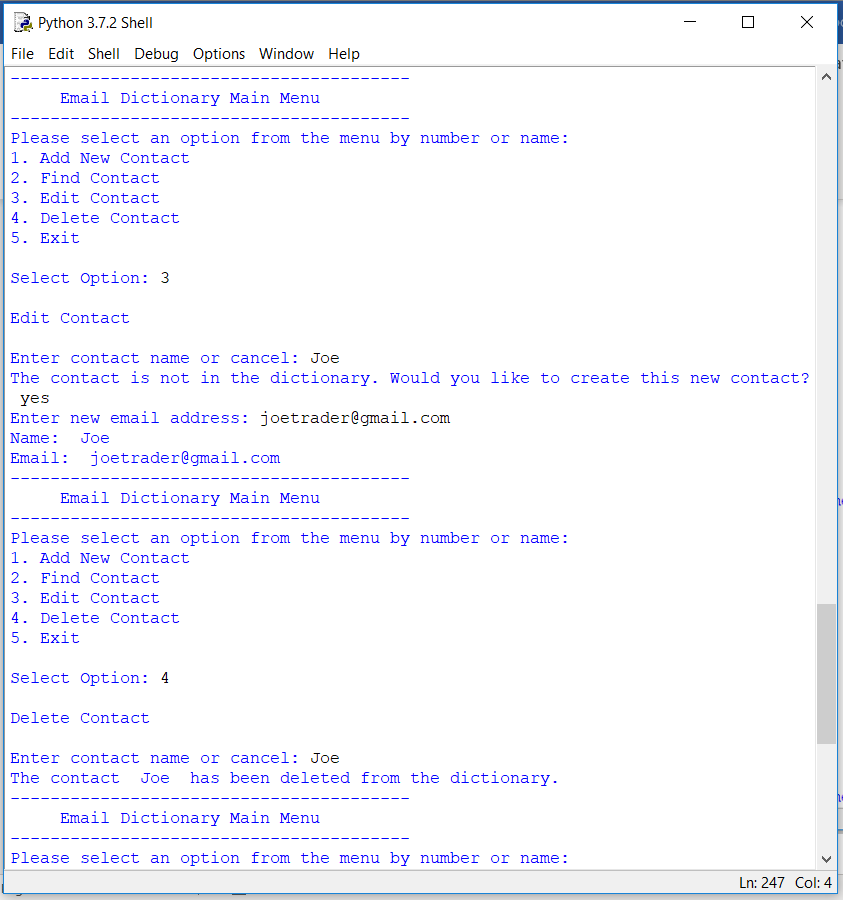 Python 3.7.2 Shell
File Edit Shell Debug Options Window Help
----------------------------------------
     Email Dictionary Main Menu
----------------------------------------
Please select an option from the menu by number or name:
1. Add New Contact
2. Find Contact
3. Edit Contact
4. Delete Contact
5. Exit

Select Option: 3

Edit Contact

Enter contact name or cancel: Joe
The contact is not in the dictionary. Would you like to create this new contact?
 yes
Enter new email address: joetrader@gmail.com
Name:  Joe
Email:  joetrader@gmail.com
----------------------------------------
     Email Dictionary Main Menu
----------------------------------------
Please select an option from the menu by number or name:
1. Add New Contact
2. Find Contact
3. Edit Contact
4. Delete Contact
5. Exit

Select Option: 4

Delete Contact

Enter contact name or cancel: Joe
The contact  Joe  has been deleted from the dictionary.
----------------------------------------
     Email Dictionary Main Menu
----------------------------------------
Please select an option from the menu by number or name:
Ln: 247 Col: 4